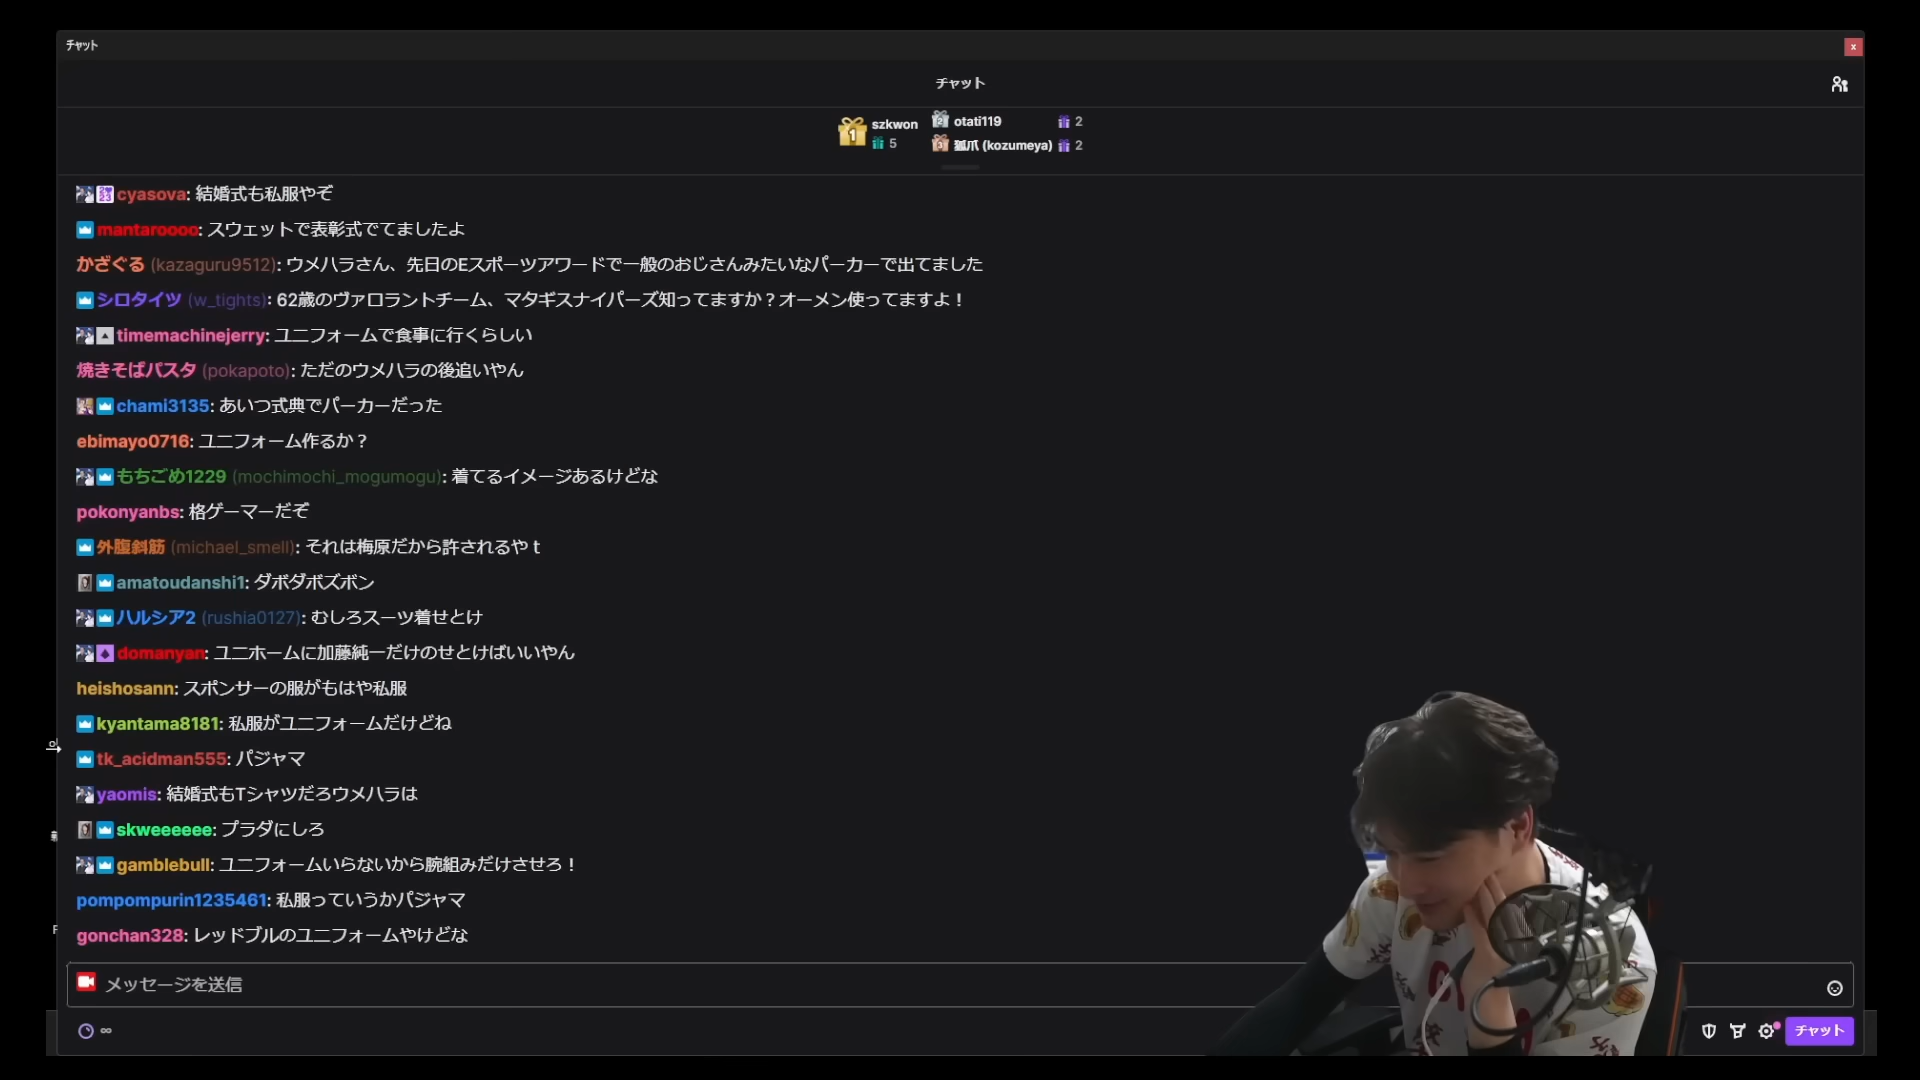 チャット
チャット
szkwon
5
otati119
2
狐爪 (kozumeya)
2
cyasova: 結婚式も私服やぞ
mantaroooo: スウェットで表彰式でてましたよ
かざぐる (kazaguru9512): ウメハラさん、先日のEスポーツアワードで一般のおじさんみたいなパーカーで出てました
シロタイツ (w_tights): 62歳のヴァロラントチーム、マタギスナイパーズ知ってますか？オーメン使ってますよ！
timemachinejerry: ユニフォームで食事に行くらしい
焼きそばパスタ (pokapoto): ただのウメハラの後追いやん
chami3135: あいつ式典でパーカーだった
ebimayo0716: ユニフォーム作るか？
もちごめ1229 (mochimochi_mogumogu): 着てるイメージあるけどな
pokonyanbs: 格ゲーマーだぞ
外腹斜筋 (michael_smell): それは梅原だから許されるや t
amatoudanshi1: ダボダボズボン
ハルシア2 (rushia0127): むしろスーツ着せとけ
domanyan: ユニホームに加藤純一だけのせとけばいいやん
heishosann: スポンサーの服がもはや私服
kyantama8181: 私服がユニフォームだけどね
tk_acidman555: パジャマ
yaomis: 結婚式もTシャツだろウメハラは
skweeeeee: プラダにしろ
gamblebull: ユニフォームいらないから腕組みだけさせろ！
pompompurin1235461: 私服っていうかパジャマ
gonchan328: レッドブルのユニフォームやけどな
メッセージを送信
∞
チャット